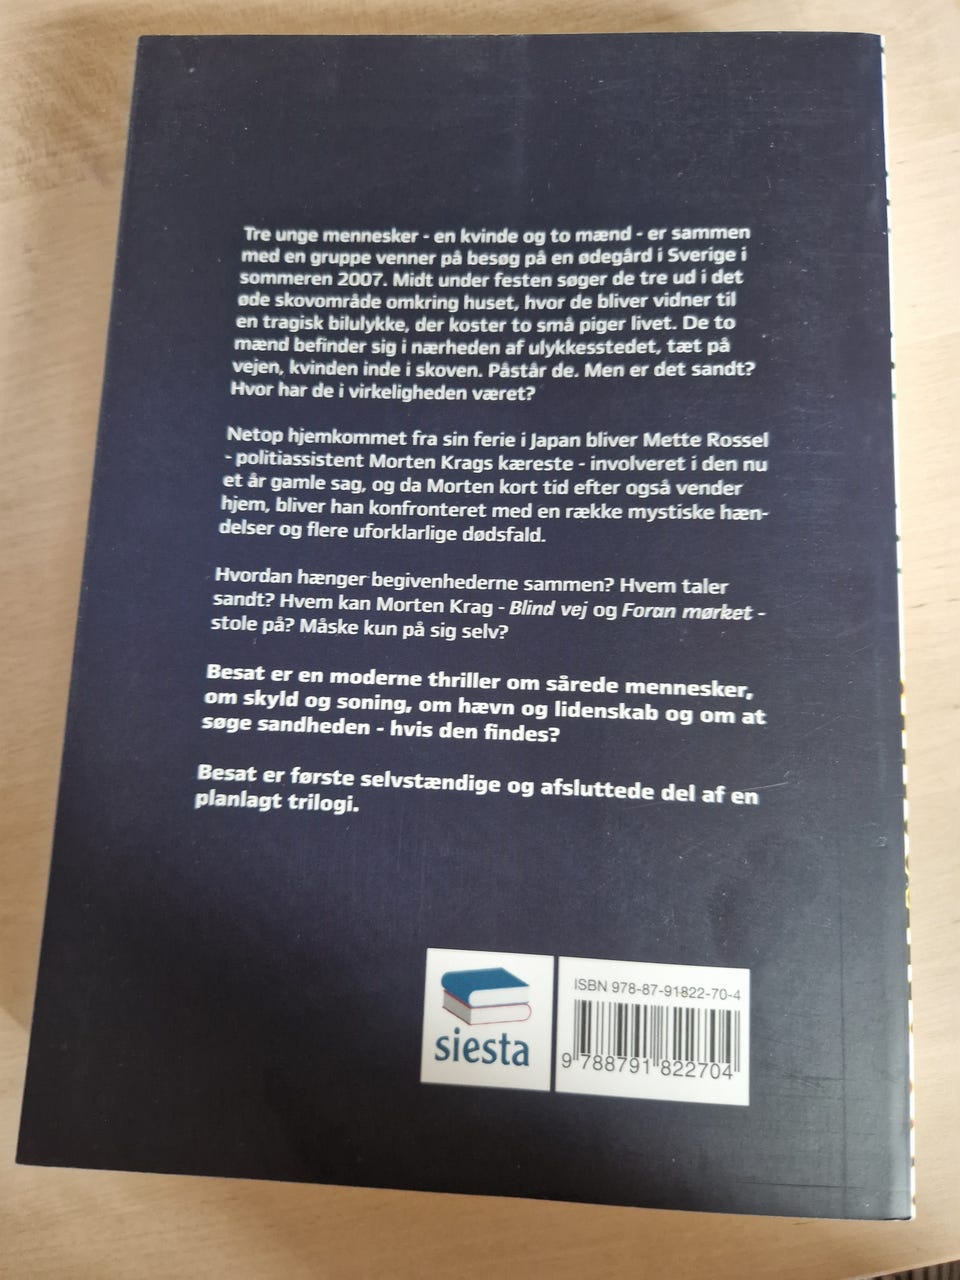 Tre unge mennesker - en kvinde og to mænd - er sammen
med en gruppe venner på besøg på en ødegård i Sverige i
sommeren 2007. Midt under festen søger de tre ud i det
øde skovområde omkring huset, hvor de bliver vidner til
en tragisk bilulykke, der koster to små piger livet. De to
mænd befinder sig i nærheden af ulykkesstedet, tæt på
vejen, kvinden inde i skoven. Påstår de. Men er det sandt?
Hvor har de i virkeligheden været?
Netop hjemkommet fra sin ferie i Japan bliver Mette Rossel
- politiassistent Morten Krags kæreste - involveret i den nu
et år gamle sag, og da Morten kort tid efter også vender
hjem, bliver han konfronteret med en række mystiske hæn-
delser og flere uforklarlige dødsfald.
Hvordan hænger begivenhederne sammen? Hvem taler
sandt? Hvem kan Morten Krag - Blind vej og Foran mørket -
stole på? Måske kun på sig selv?
Besat er en moderne thriller om sårede mennesker,
om skyld og soning, om hævn og lidenskab og om at
søge sandheden - hvis den findes?
Besat er første selvstændige og afsluttede del af en
planlagt trilogi.
siesta
ISBN 978-87-91822-70-4
9 788791 822704